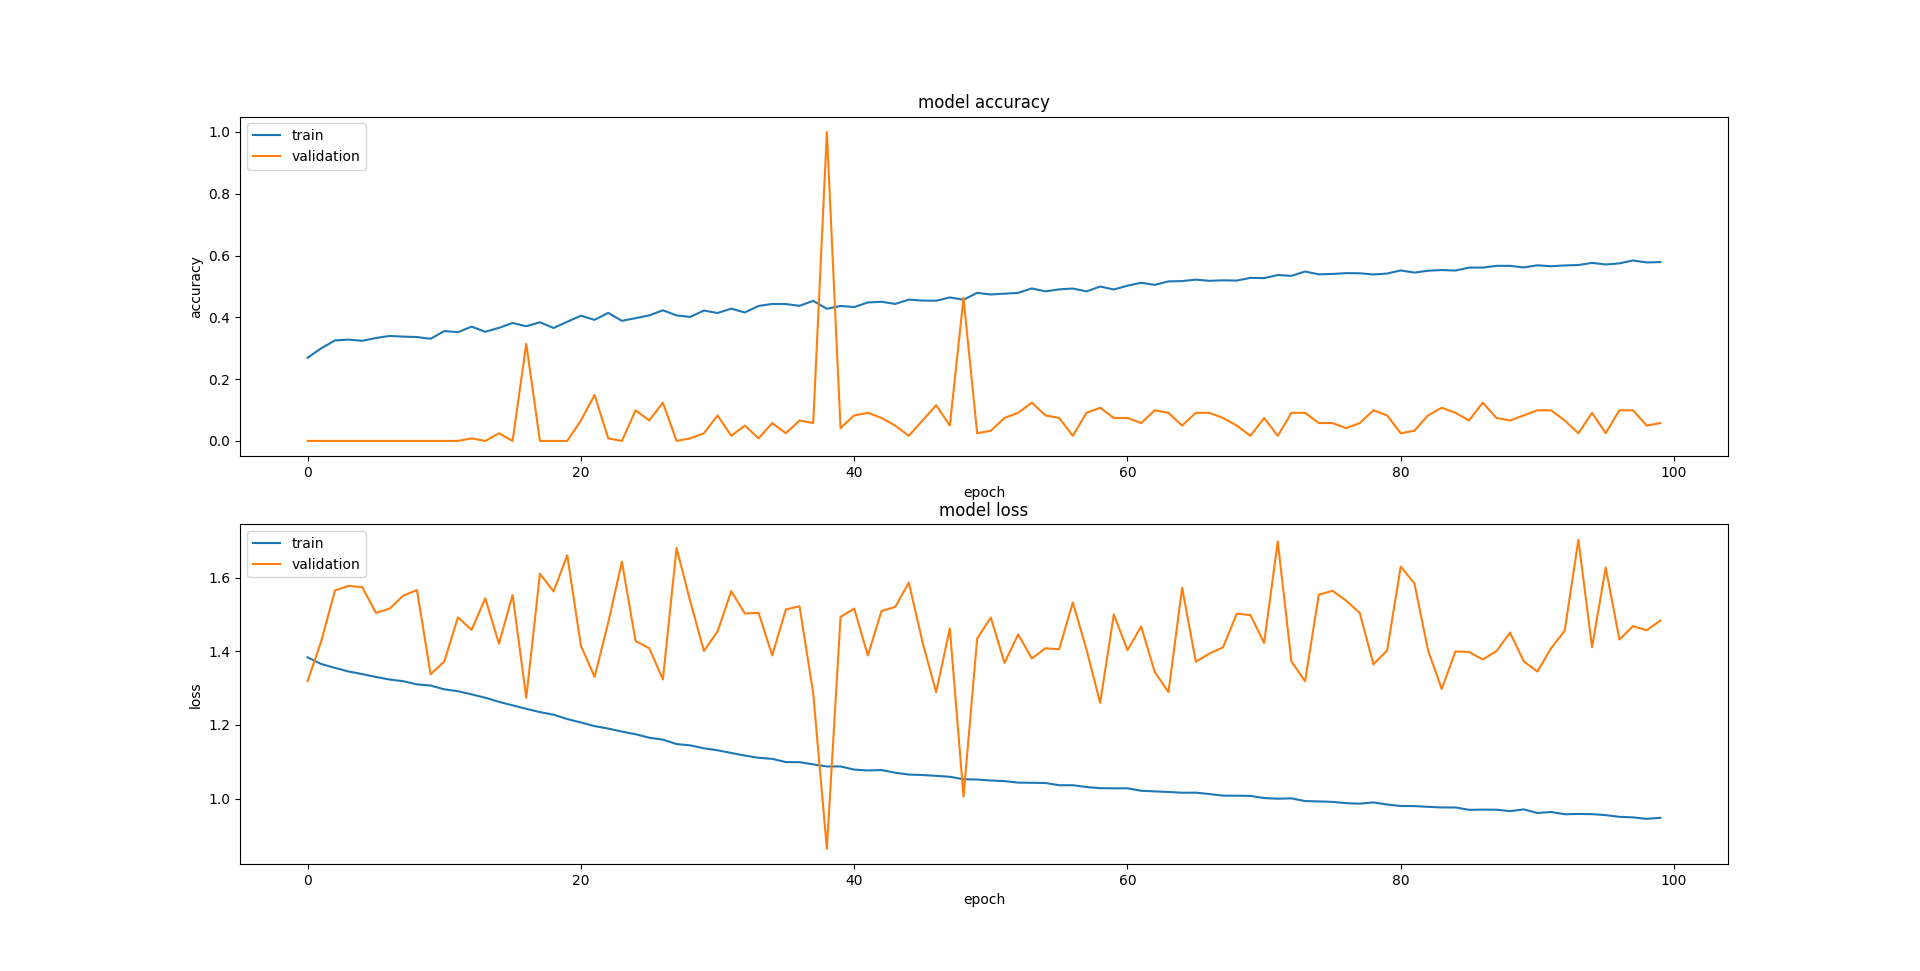 model accuracy
train
validation
1.0
0.8
0.6
0.4
0.2
0.0
accuracy
0 20 40 60 80 100
epoch
model loss
train
validation
1.6
1.4
1.2
1.0
loss
0 20 40 60 80 100
epoch